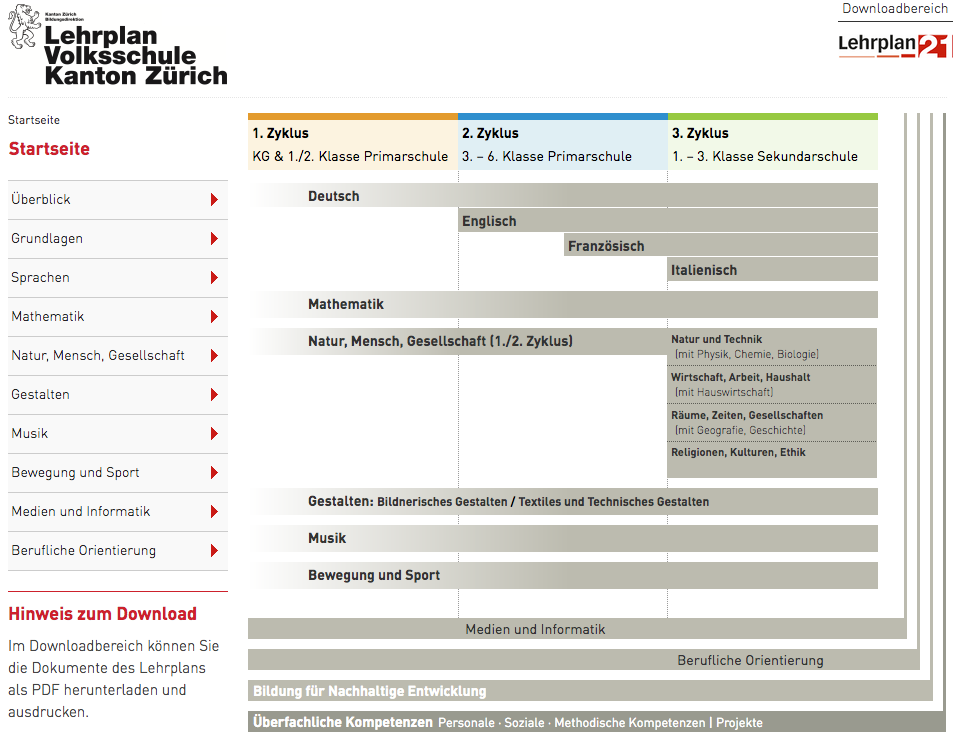 Kanton Zürich
Bildungsdirektion
Lehrplan
Volksschule
Kanton Zürich
Downloadbereich
Lehrplan 21
Startseite
Startseite
Überblick
Grundlagen
Sprachen
Mathematik
Natur, Mensch, Gesellschaft
Gestalten
Musik
Bewegung und Sport
Medien und Informatik
Berufliche Orientierung
Hinweis zum Download
Im Downloadbereich können Sie
die Dokumente des Lehrplans
als PDF herunterladen und
ausdrucken.
1. Zyklus
KG & 1./2. Klasse Primarschule
2. Zyklus
3. – 6. Klasse Primarschule
3. Zyklus
1. – 3. Klasse Sekundarschule
Deutsch
Englisch
Französisch
Italienisch
Mathematik
Natur, Mensch, Gesellschaft (1./2. Zyklus)
Natur und Technik
(mit Physik, Chemie, Biologie)
Wirtschaft, Arbeit, Haushalt
(mit Hauswirtschaft)
Räume, Zeiten, Gesellschaften
(mit Geografie, Geschichte)
Religionen, Kulturen, Ethik
Gestalten: Bildnerisches Gestalten / Textiles und Technisches Gestalten
Musik
Bewegung und Sport
Medien und Informatik
Berufliche Orientierung
Bildung für Nachhaltige Entwicklung
Überfachliche Kompetenzen Personale · Soziale · Methodische Kompetenzen | Projekte